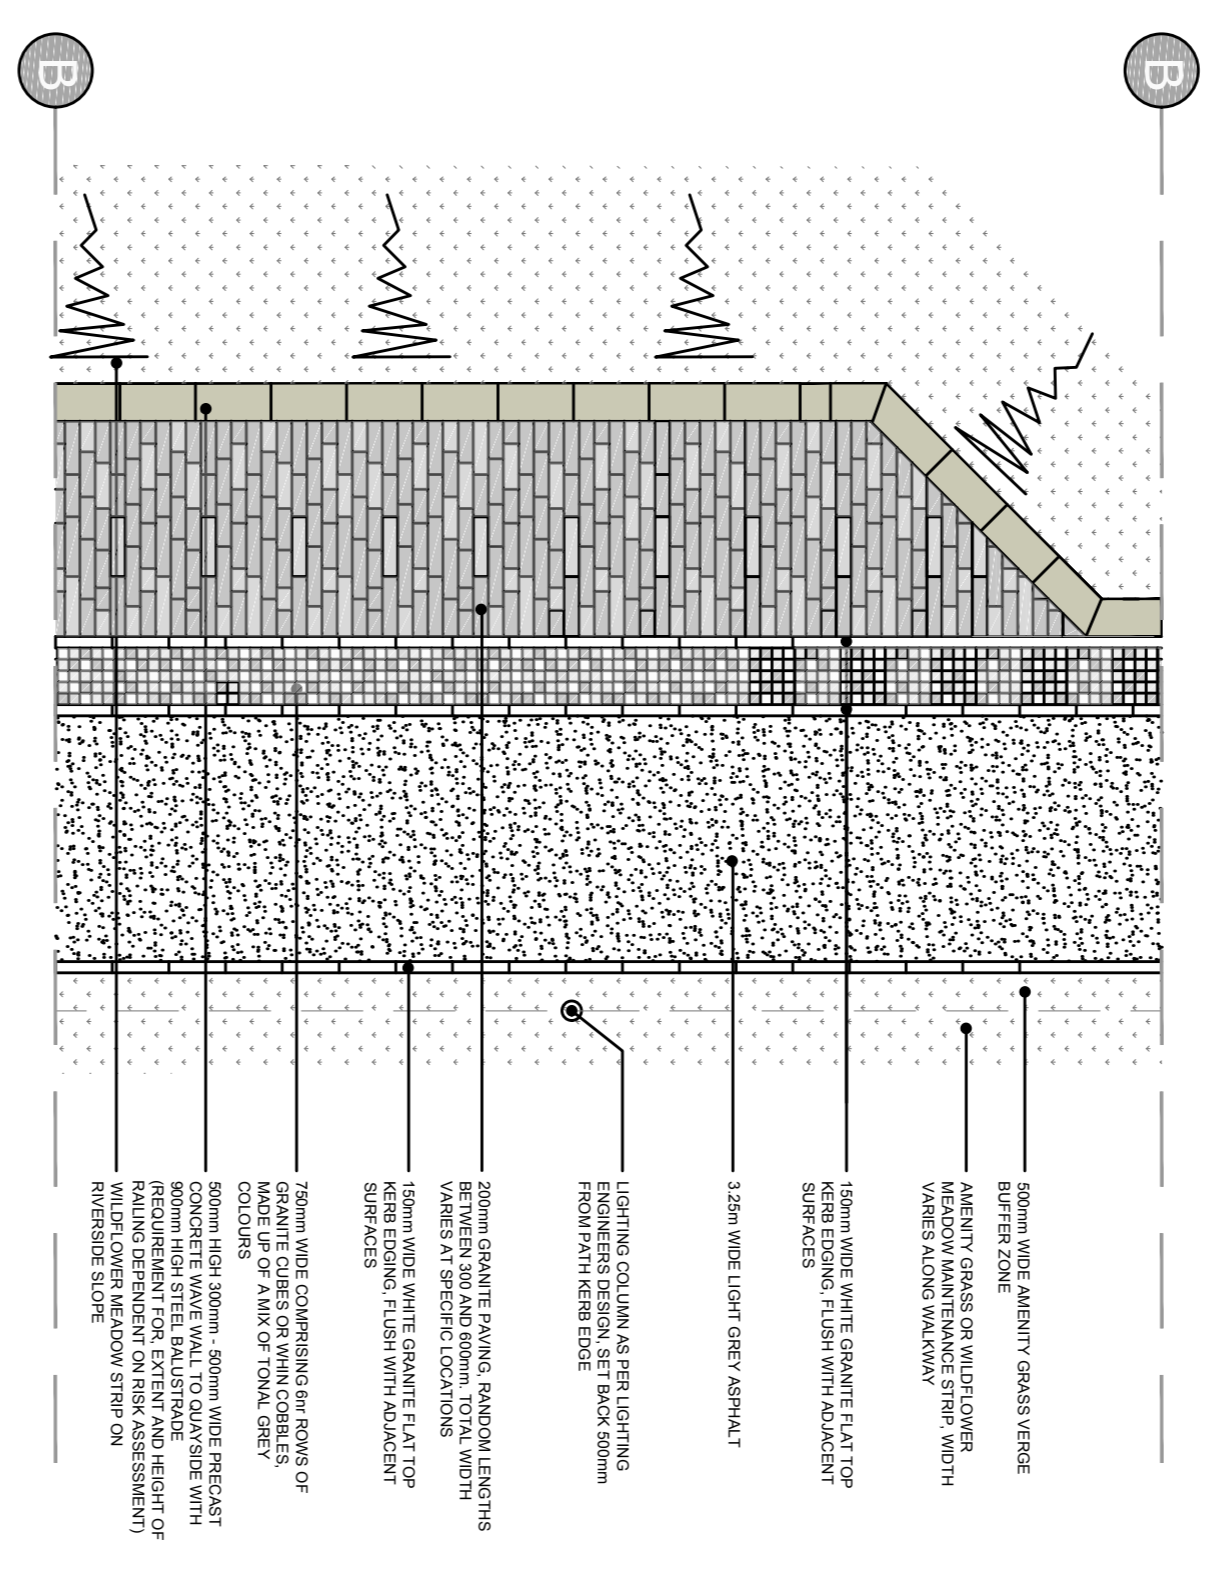 B
B
500mm WIDE AMENITY GRASS VERGE
BUFFER ZONE
AMENITY GRASS OR WILDFLOWER
MEADOW MAINTENANCE STRIP, WIDTH
VARIES ALONG WALKWAY
150mm WIDE WHITE GRANITE FLAT TOP
KERB EDGING, FLUSH WITH ADJACENT
SURFACES
3.25m WIDE LIGHT GREY ASPHALT
LIGHTING COLUMN AS PER LIGHTING
ENGINEERS DESIGN, SET BACK 500mm
FROM PATH KERB EDGE
200mm GRANITE PAVING, RANDOM LENGTHS
BETWEEN 300 AND 600mm. TOTAL WIDTH
VARIES AT SPECIFIC LOCATIONS
150mm WIDE WHITE GRANITE FLAT TOP
KERB EDGING, FLUSH WITH ADJACENT
SURFACES
750mm WIDE COMPRISING 6nr ROWS OF
GRANITE CUBES OR WHIN COBBLES,
MADE UP OF A MIX OF TONAL GREY
COLOURS
500mm HIGH 300mm - 500mm WIDE PRECAST
CONCRETE WAVE WALL TO QUAYSIDE WITH
900mm HIGH STEEL BALUSTRADE
(REQUIREMENT FOR, EXTENT AND HEIGHT OF
RAILING DEPENDENT ON RISK ASSESSMENT)
WILDFLOWER MEADOW STRIP ON
RIVERSIDE SLOPE